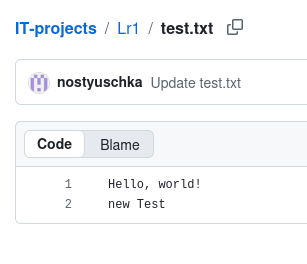 IT-projects / Lr1 / test.txt
nostyuschka Update test.txt
Code Blame
1 Hello, world!
2 new Test